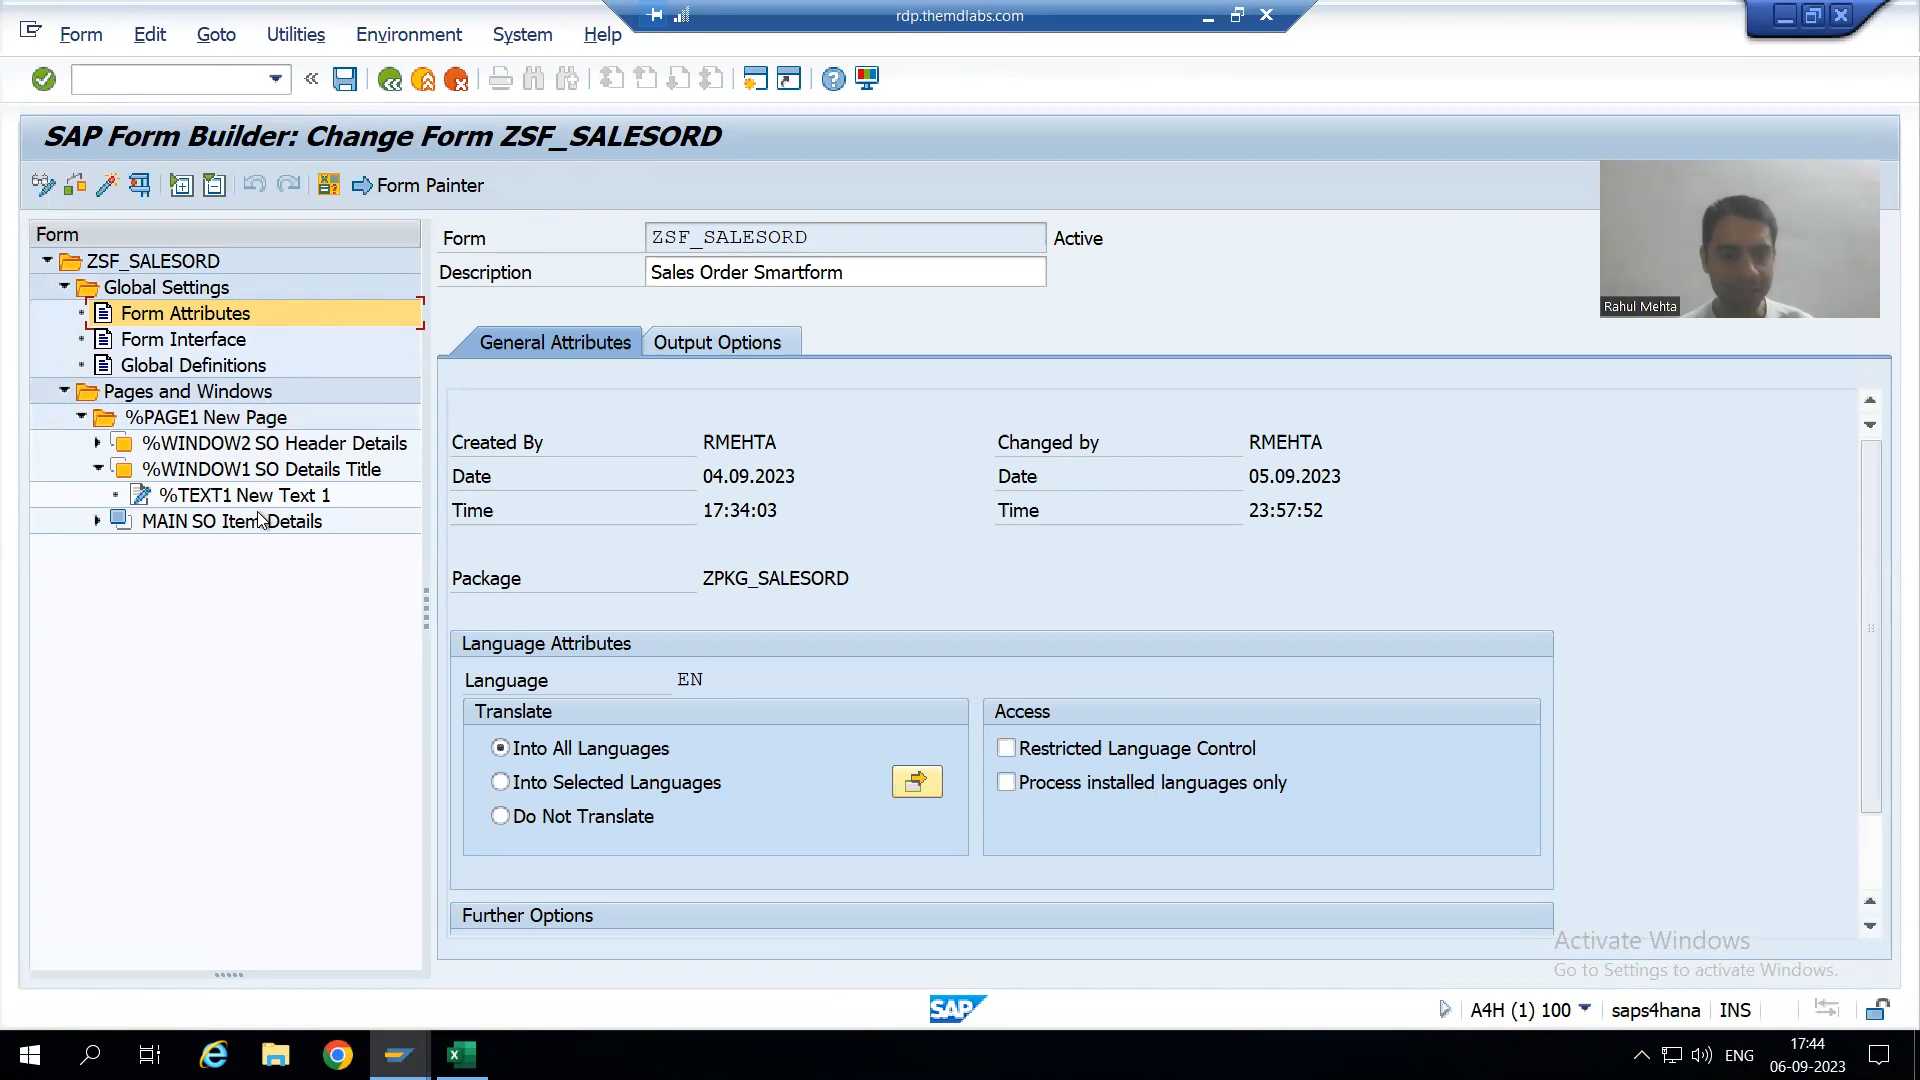 rdp.themdlabs.com
Form Edit Goto Utilities Environment System Help
SAP Form Builder: Change Form ZSF_SALESORD
Form Painter
Form
ZSF_SALESORD
Global Settings
Form Attributes
Form Interface
Global Definitions
Pages and Windows
%PAGE1 New Page
%WINDOW2 SO Header Details
%WINDOW1 SO Details Title
%TEXT1 New Text 1
MAIN SO Item Details
Form ZSF_SALESORD Active
Description Sales Order Smartform
General Attributes Output Options
Created By RMEHTA Changed by RMEHTA
Date 04.09.2023 Date 05.09.2023
Time 17:34:03 Time 23:57:52
Package ZPKG_SALESORD
Language Attributes
Language EN
Translate Access
Into All Languages Restricted Language Control
Into Selected Languages Process installed languages only
Do Not Translate
Further Options
Rahul Mehta
Activate Windows
Go to Settings to activate Windows.
SAP A4H (1) 100 saps4hana INS
ENG 17:44
06-09-2023